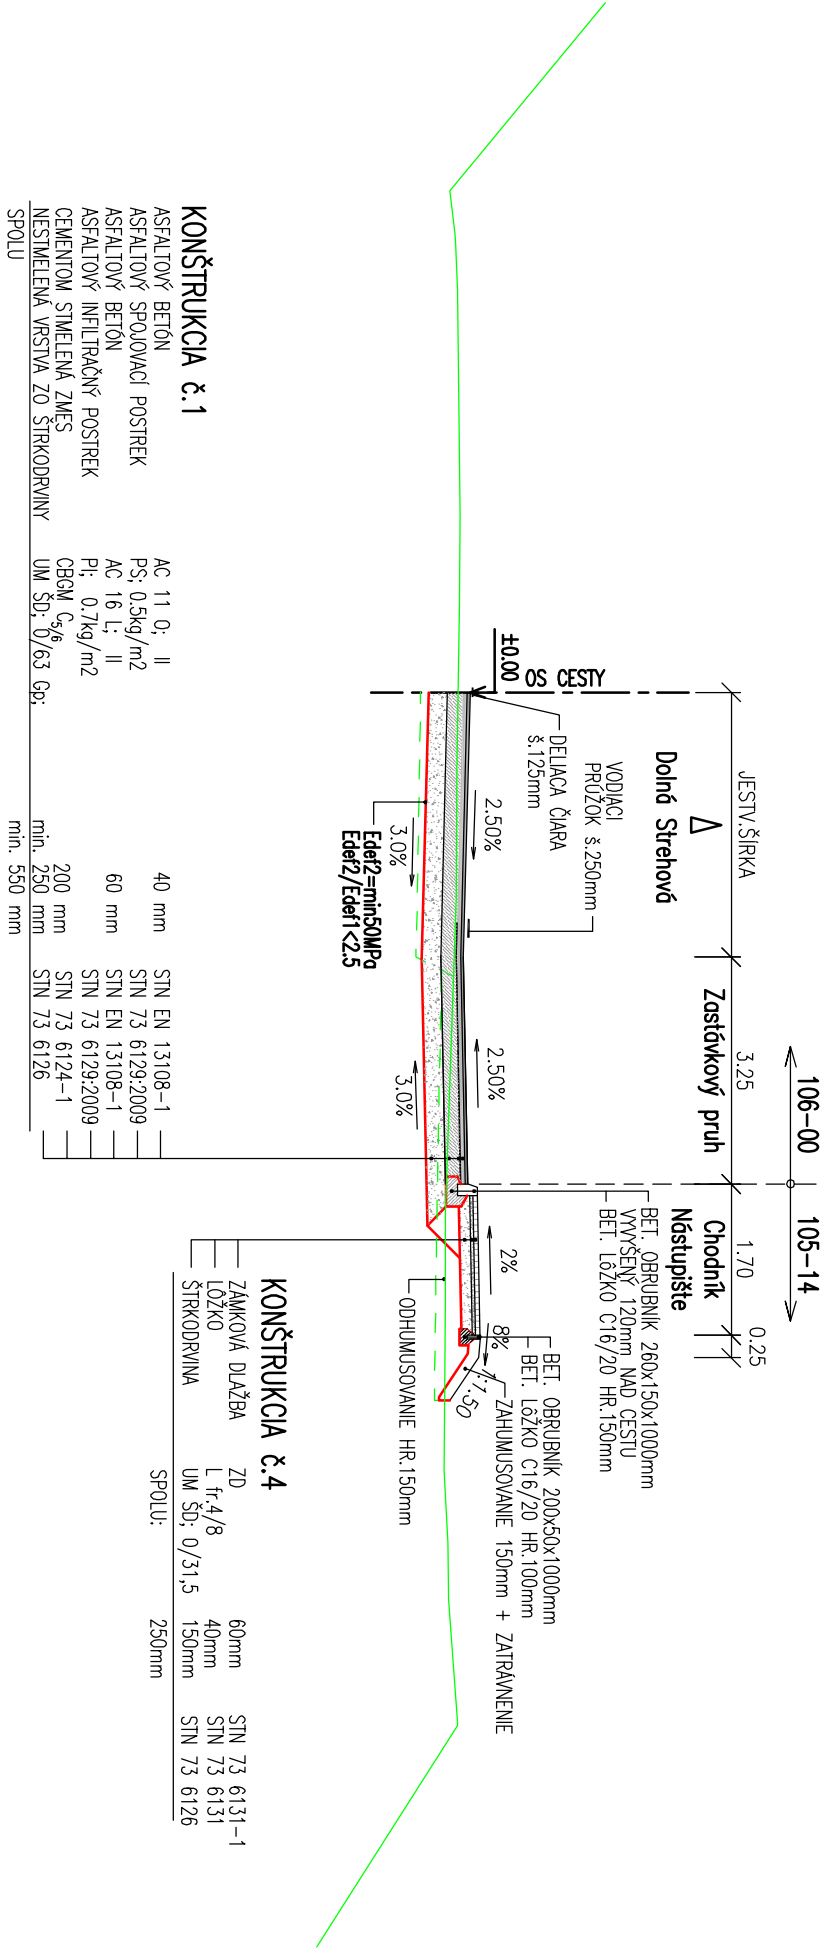 106-00
105-14
JESTV.ŠÍRKA
3.25
1.70
0.25
Dolná Strehová
Zastávkový pruh
Chodník
Nástupište
BET. OBRUBNÍK 260x150x1000mm
VYVYŠENÝ 120mm NAD CESTU
BET. LÔŽKO C16/20 HR.150mm
VODIACI
PRÚŽOK š.250mm
DELIACA ČIARA
š.125mm
OS CESTY
±0.00
2.50%
2.50%
2%
8%
1:1.50
3.0%
3.0%
BET. OBRUBNÍK 200x50x1000mm
BET. LÔŽKO C16/20 HR.100mm
ZAHUMUSOVANIE 150mm + ZATRÁVNENIE
Edef2=min50MPa
Edef2/Edef1<2.5
ODHUMUSOVANIE HR.150mm
KONŠTRUKCIA č.4
ZÁMKOVÁ DLAŽBA ZD 60mm STN 73 6131-1
LÔŽKO L fr.4/8 40mm STN 73 6131
ŠTRKODRVINA UM ŠD; 0/31,5 150mm STN 73 6126
SPOLU: 250mm
KONŠTRUKCIA č.1
ASFALTOVÝ BETÓN AC 11 O; II 40 mm STN EN 13108-1
ASFALTOVÝ SPOJOVACÍ POSTREK PS; 0.5kg/m2 STN 73 6129:2009
ASFALTOVÝ BETÓN AC 16 L; II 60 mm STN EN 13108-1
ASFALTOVÝ INFILTRAČNÝ POSTREK PI; 0.7kg/m2 STN 73 6129:2009
CEMENTOM STMELENÁ ZMES CBGM C5/6 200 mm STN 73 6124-1
NESTMELENÁ VRSTVA ZO ŠTRKODRVINY UM ŠD; 0/63 Gp; min. 250 mm STN 73 6126
SPOLU min. 550 mm